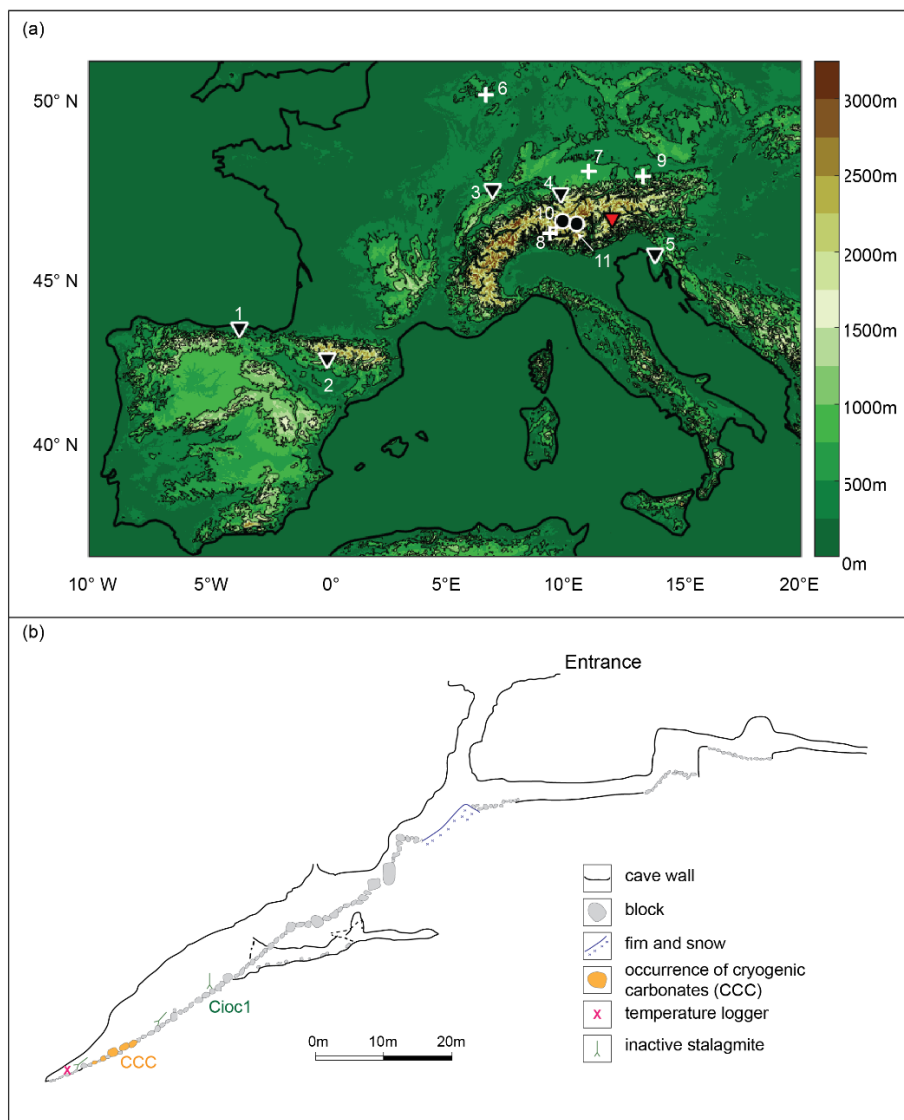 (a)
50° N
45° N
40° N
10° W
5°W
0°
5°E
10°E
15°E
20°E
1
2
3
4
5
6
7
8
9
10
11
3000m
2500m
2000m
1500m
1000m
500m
0m
(b)
Entrance
Cioc1
CCC
x
0m
10m
20m
cave wall
block
firn and snow
occurrence of cryogenic
carbonates (CCC)
x
temperature logger
inactive stalagmite